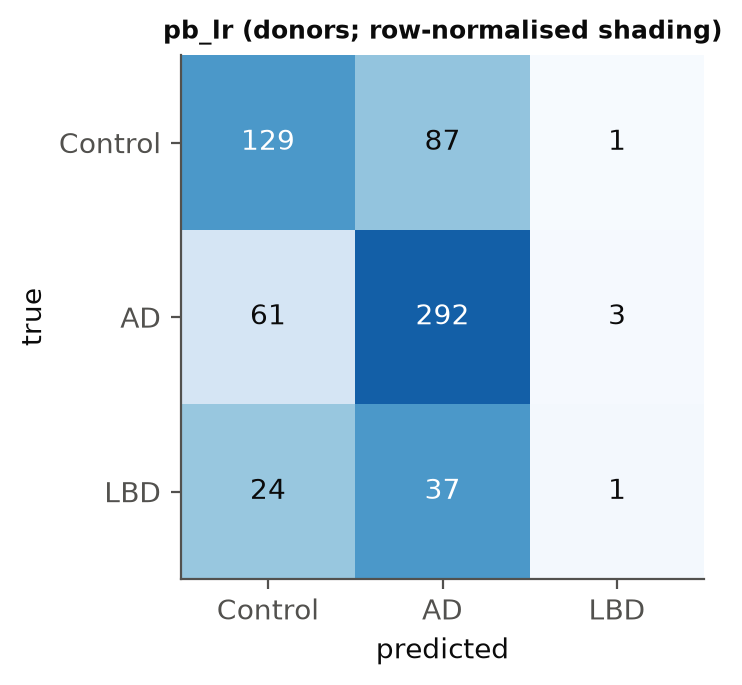 pb_lr (donors; row-normalised shading)
Control 129 87 1
AD 61 292 3
LBD 24 37 1
Control AD LBD
predicted
true